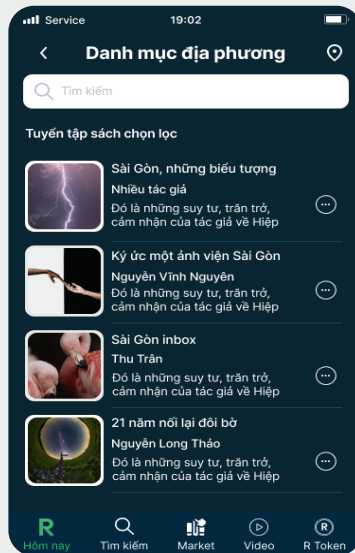 Service
19:02
Danh mục địa phương
Tìm kiếm
Tuyển tập sách chọn lọc
Sài Gòn, những biểu tượng
Nhiều tác giả
Đó là những suy tư, trăn trở,
cảm nhận của tác giả về Hiệp
Ký ức một ảnh viện Sài Gòn
Nguyễn Vĩnh Nguyên
Đó là những suy tư, trăn trở,
cảm nhận của tác giả về Hiệp
Sài Gòn inbox
Thu Trân
Đó là những suy tư, trăn trở,
cảm nhận của tác giả về Hiệp
21 năm nối lại đôi bờ
Nguyễn Long Thảo
Đó là những suy tư, trăn trở,
cảm nhận của tác giả về Hiệp
R R
Hôm nay Tìm kiếm Market Video R Token